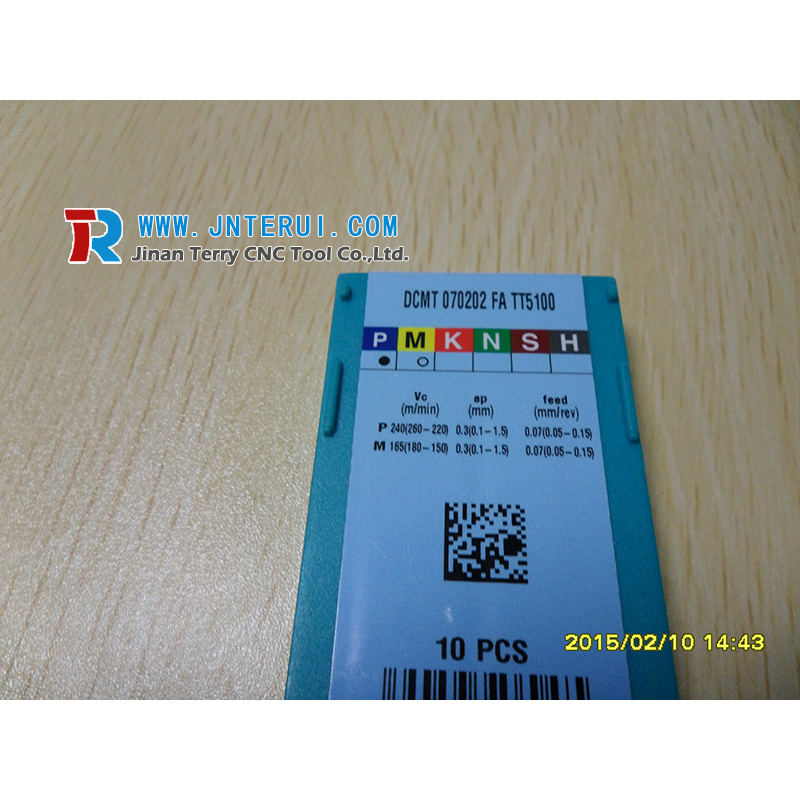 TR
WWW.JNTERUI.COM
Jinan Terry CNC Tool Co.,Ltd.
DCMT 070202 FA TT5100
P M K N S H
Vc ap feed
(m/min) (mm) (mm/rev)
P 240(260-220) 0.3(0.1-1.5) 0.07(0.05-0.15)
M 165(180-150) 0.3(0.1-1.5) 0.07(0.05-0.15)
10 PCS
2015/02/10 14:43